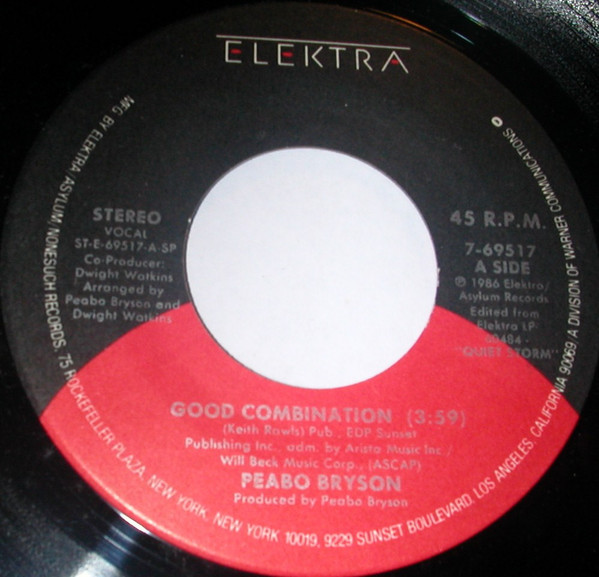 ELEKTRA
STEREO
VOCAL
ST-E-69517-A-SP
Co-Producer:
Dwight Watkins
Arranged by
Peabo Bryson and
Dwight Watkins
45 R.P.M.
7-69517
A SIDE
℗ 1986 Elektra/
Asylum Records
Edited from
Elektra LP
60484 -
"QUIET STORM"
GOOD COMBINATION (3:59)
(Keith Rawls) Pub., EDP Sunset
Publishing Inc., adm. by Arista Music Inc./
Will Beck Music Corp., (ASCAP)
PEABO BRYSON
Produced by Peabo Bryson
MFG BY ELEKTRA/ASYLUM/NONESUCH RECORDS, 75 ROCKEFELLER PLAZA, NEW YORK, NEW YORK 10019, 9229 SUNSET BOULEVARD, LOS ANGELES, CALIFORNIA 90069/A DIVISION OF WARNER COMMUNICATIONS